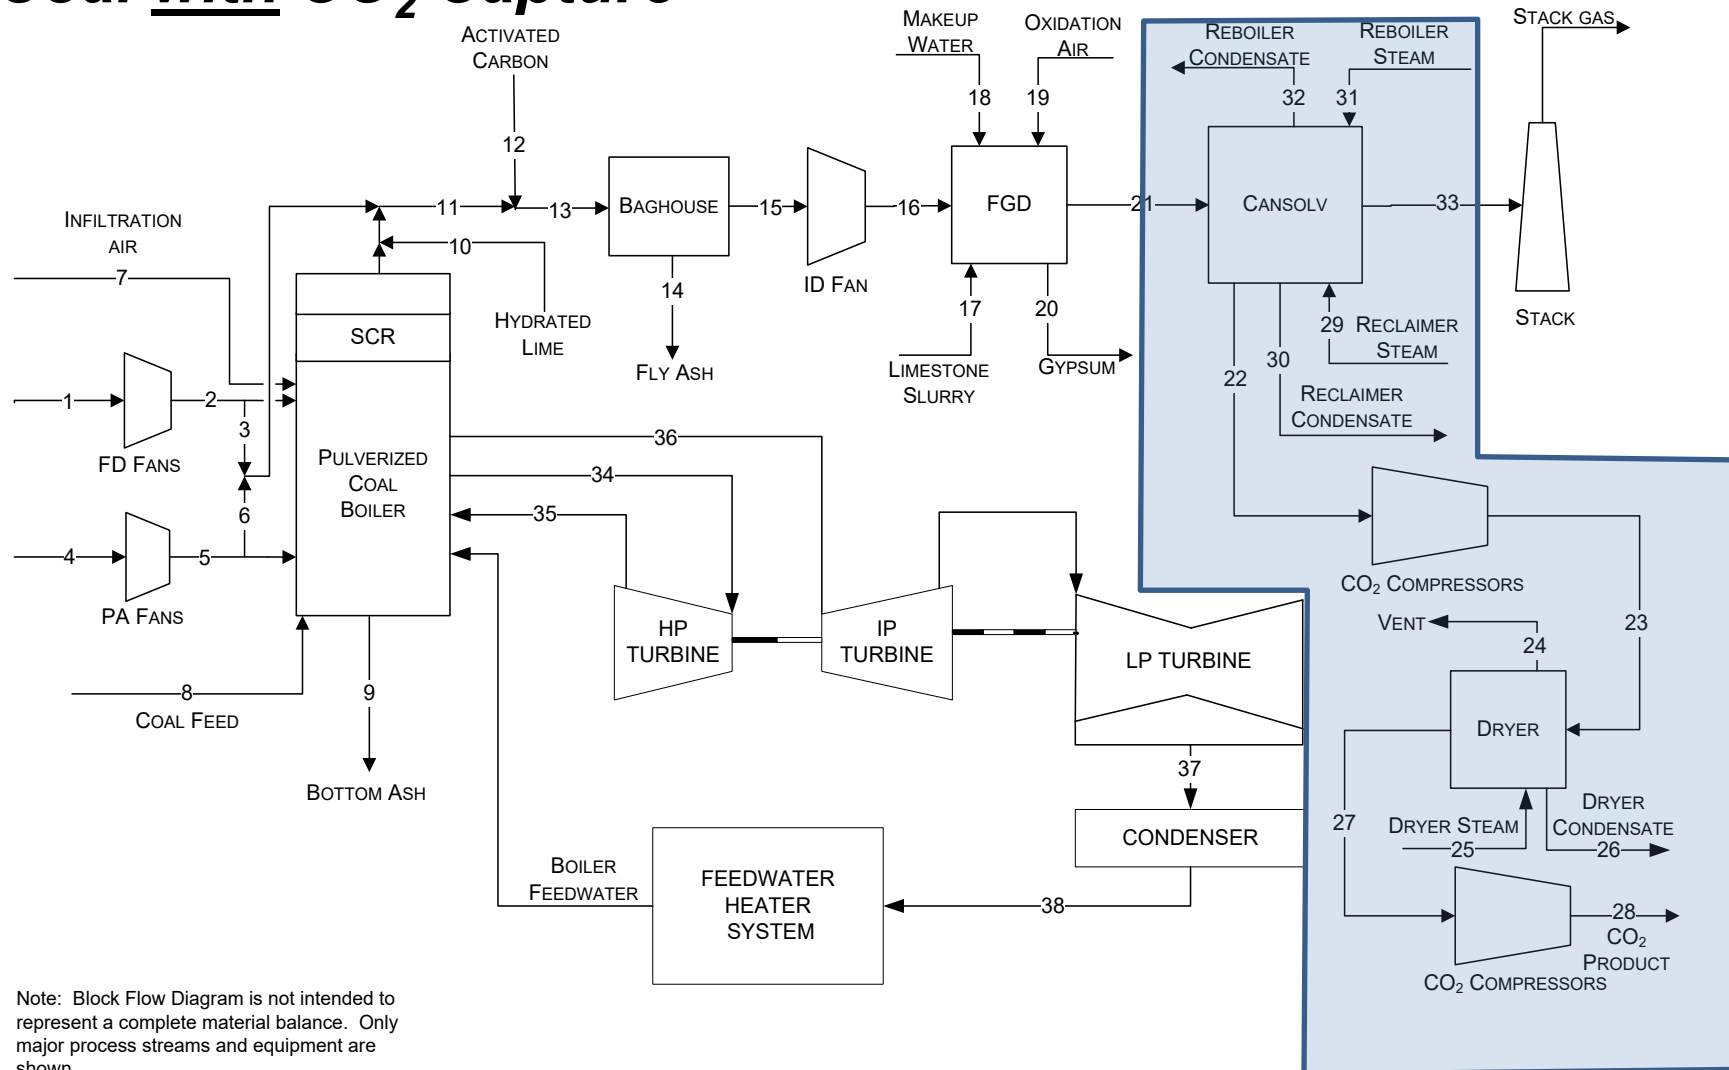 with CO2 Capture
ACTIVATED
CARBON
MAKEUP
WATER
OXIDATION
AIR
REBOILER
CONDENSATE
REBOILER
STEAM
STACK GAS
18
19
32
31
12
INFILTRATION
AIR
7
11
13
BAGHOUSE
15
16
FGD
21
CANSOLV
33
10
14
ID FAN
17
20
HYDRATED
LIME
SCR
FLY ASH
LIMESTONE
SLURRY
GYPSUM
22
30
29
RECLAIMER
STEAM
STACK
RECLAIMER
CONDENSATE
1
2
3
FD FANS
6
4
5
PA FANS
PULVERIZED
COAL
BOILER
36
34
35
CO2 COMPRESSORS
23
VENT
24
HP
TURBINE
IP
TURBINE
LP TURBINE
DRYER
8
COAL FEED
9
BOTTOM ASH
37
CONDENSER
27
DRYER STEAM
25
DRYER
CONDENSATE
26
BOILER
FEEDWATER
FEEDWATER
HEATER
SYSTEM
38
28
CO2
PRODUCT
CO2 COMPRESSORS
Note: Block Flow Diagram is not intended to
represent a complete material balance. Only
major process streams and equipment are
shown